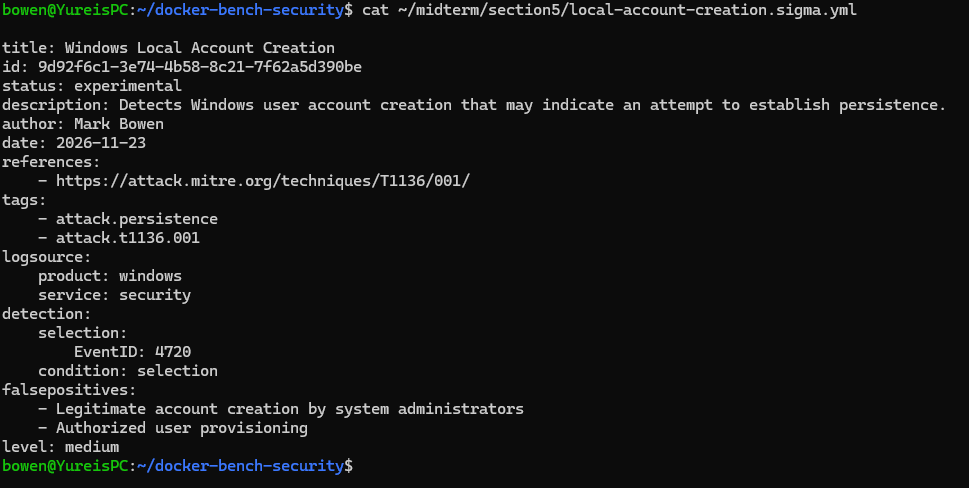 bowen@YureisPC:~/docker-bench-security$ cat ~/midterm/section5/local-account-creation.sigma.yml

title: Windows Local Account Creation
id: 9d92f6c1-3e74-4b58-8c21-7f62a5d390be
status: experimental
description: Detects Windows user account creation that may indicate an attempt to establish persistence.
author: Mark Bowen
date: 2026-11-23
references:
    - https://attack.mitre.org/techniques/T1136/001/
tags:
    - attack.persistence
    - attack.t1136.001
logsource:
    product: windows
    service: security
detection:
    selection:
        EventID: 4720
    condition: selection
falsepositives:
    - Legitimate account creation by system administrators
    - Authorized user provisioning
level: medium
bowen@YureisPC:~/docker-bench-security$